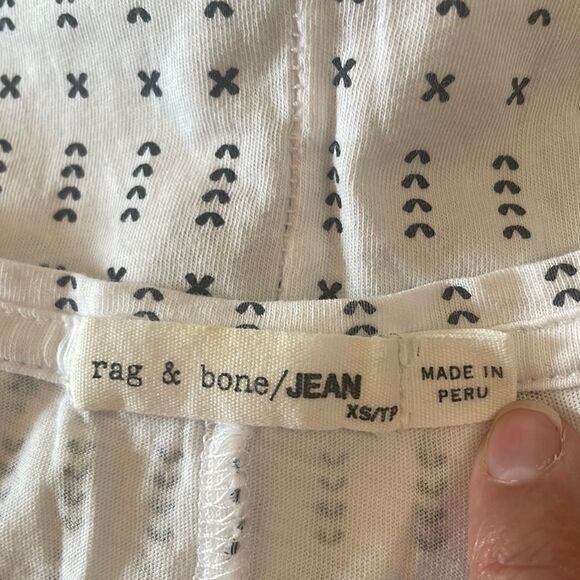 rag & bone/JEAN
XS/TP
MADE IN
PERU